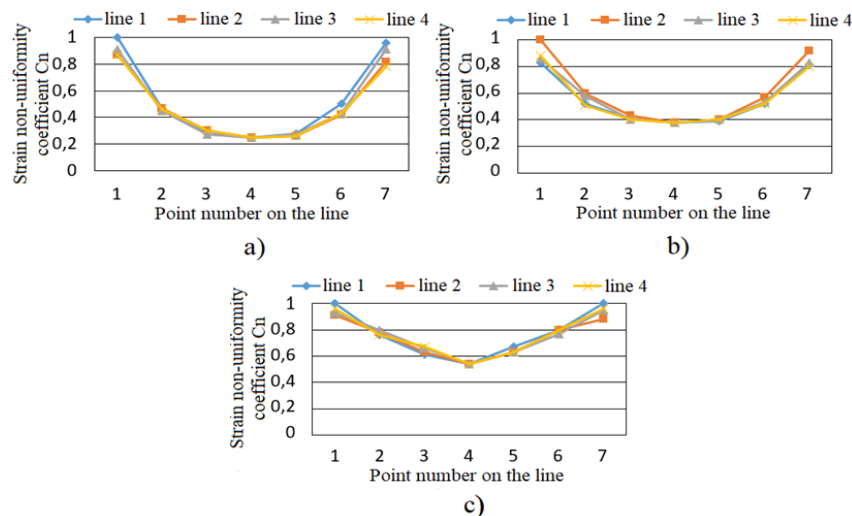 line 1 line 2 line 3 line 4
Strain non-uniformity
coefficient Cn
1
0,8
0,6
0,4
0,2
0
1 2 3 4 5 6 7
Point number on the line
a)
line 1 line 2 line 3 line 4
Strain non-uniformity
coefficient Cn
1
0,8
0,6
0,4
0,2
0
1 2 3 4 5 6 7
Point number on the line
b)
line 1 line 2 line 3 line 4
Strain non-uniformity
coefficient Cn
1
0,8
0,6
0,4
0,2
0
1 2 3 4 5 6 7
Point number on the line
c)